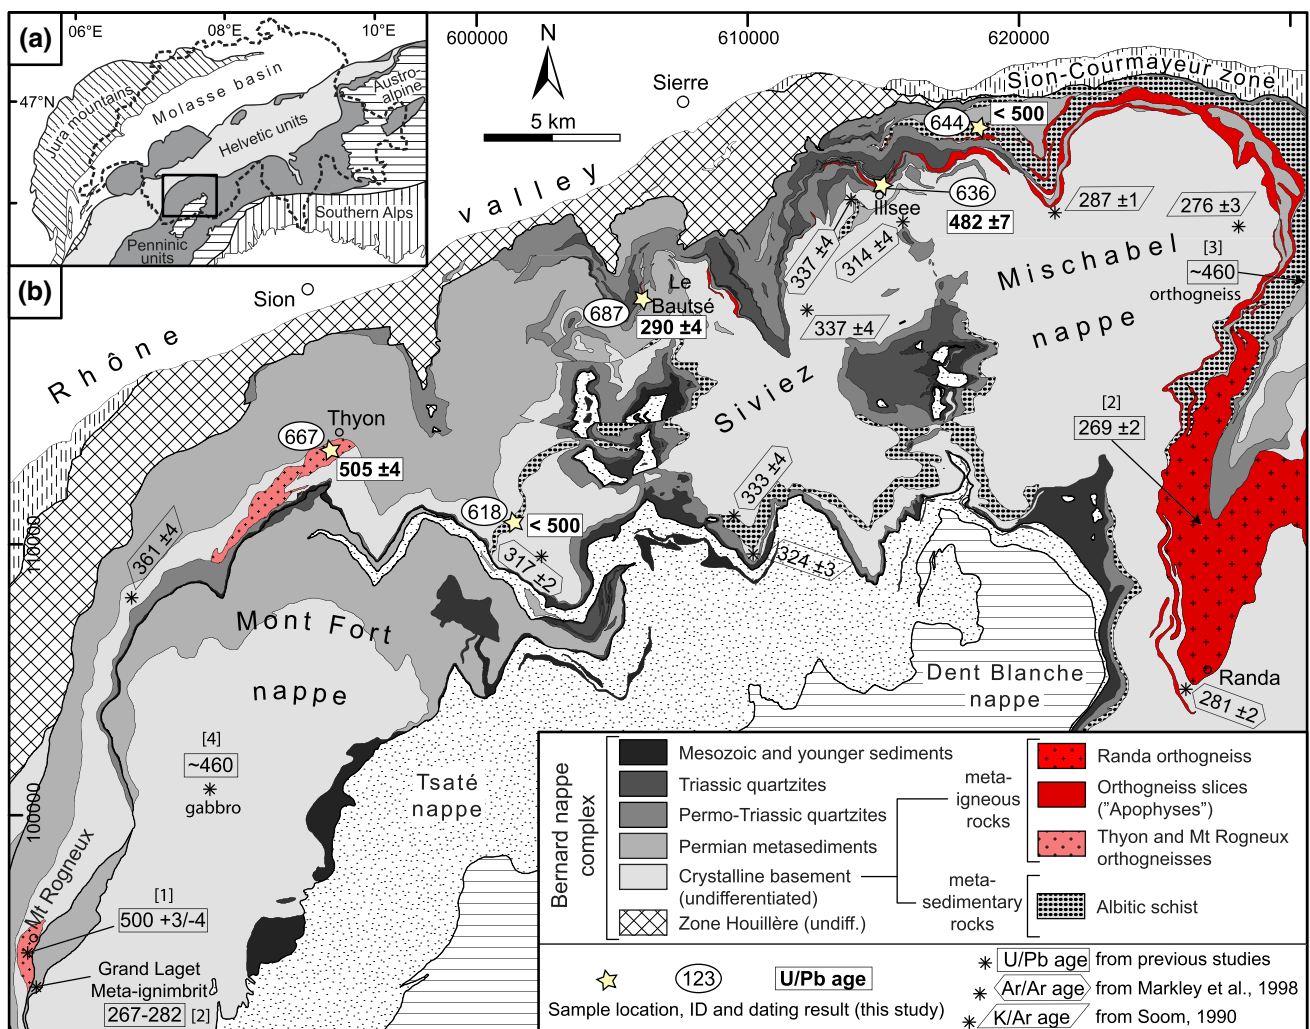 (a)
06°E
08°E
10°E
47°N
Jura mountains
Molasse basin
Helvetic units
Austro-
alpine
Southern Alps
Penninic
units
(b)
600000
610000
620000
N
5 km
Sierre
Sion-Courmayeur zone
Rhône valley
Sion
644
< 500
636
482 ±7
Illsee
287 ±1
276 ±3
[3]
~460
orthogneiss
337 ±4
314 ±4
337 ±4
Mischabel
nappe
Siviez
Le
Bautsé
687
290 ±4
Thyon
667
505 ±4
618
< 500
317 ±2
333 ±4
324 ±3
[2]
269 ±2
361 ±4
110000
100000
Mont Fort
nappe
[4]
~460
gabbro
Tsaté
nappe
Dent Blanche
nappe
Randa
281 ±2
Mt Rogneux
[1]
500 +3/-4
Grand Laget
Meta-ignimbrit
267-282 [2]
Bernard nappe
complex
Mesozoic and younger sediments
Triassic quartzites
Permo-Triassic quartzites
Permian metasediments
Crystalline basement
(undifferentiated)
Zone Houillère (undiff.)
meta-
igneous
rocks
meta-
sedimentary
rocks
Randa orthogneiss
Orthogneiss slices
("Apophyses")
Thyon and Mt Rogneux
orthogneisses
Albitic schist
123
U/Pb age
Sample location, ID and dating result (this study)
U/Pb age from previous studies
Ar/Ar age from Markley et al., 1998
K/Ar age from Soom, 1990